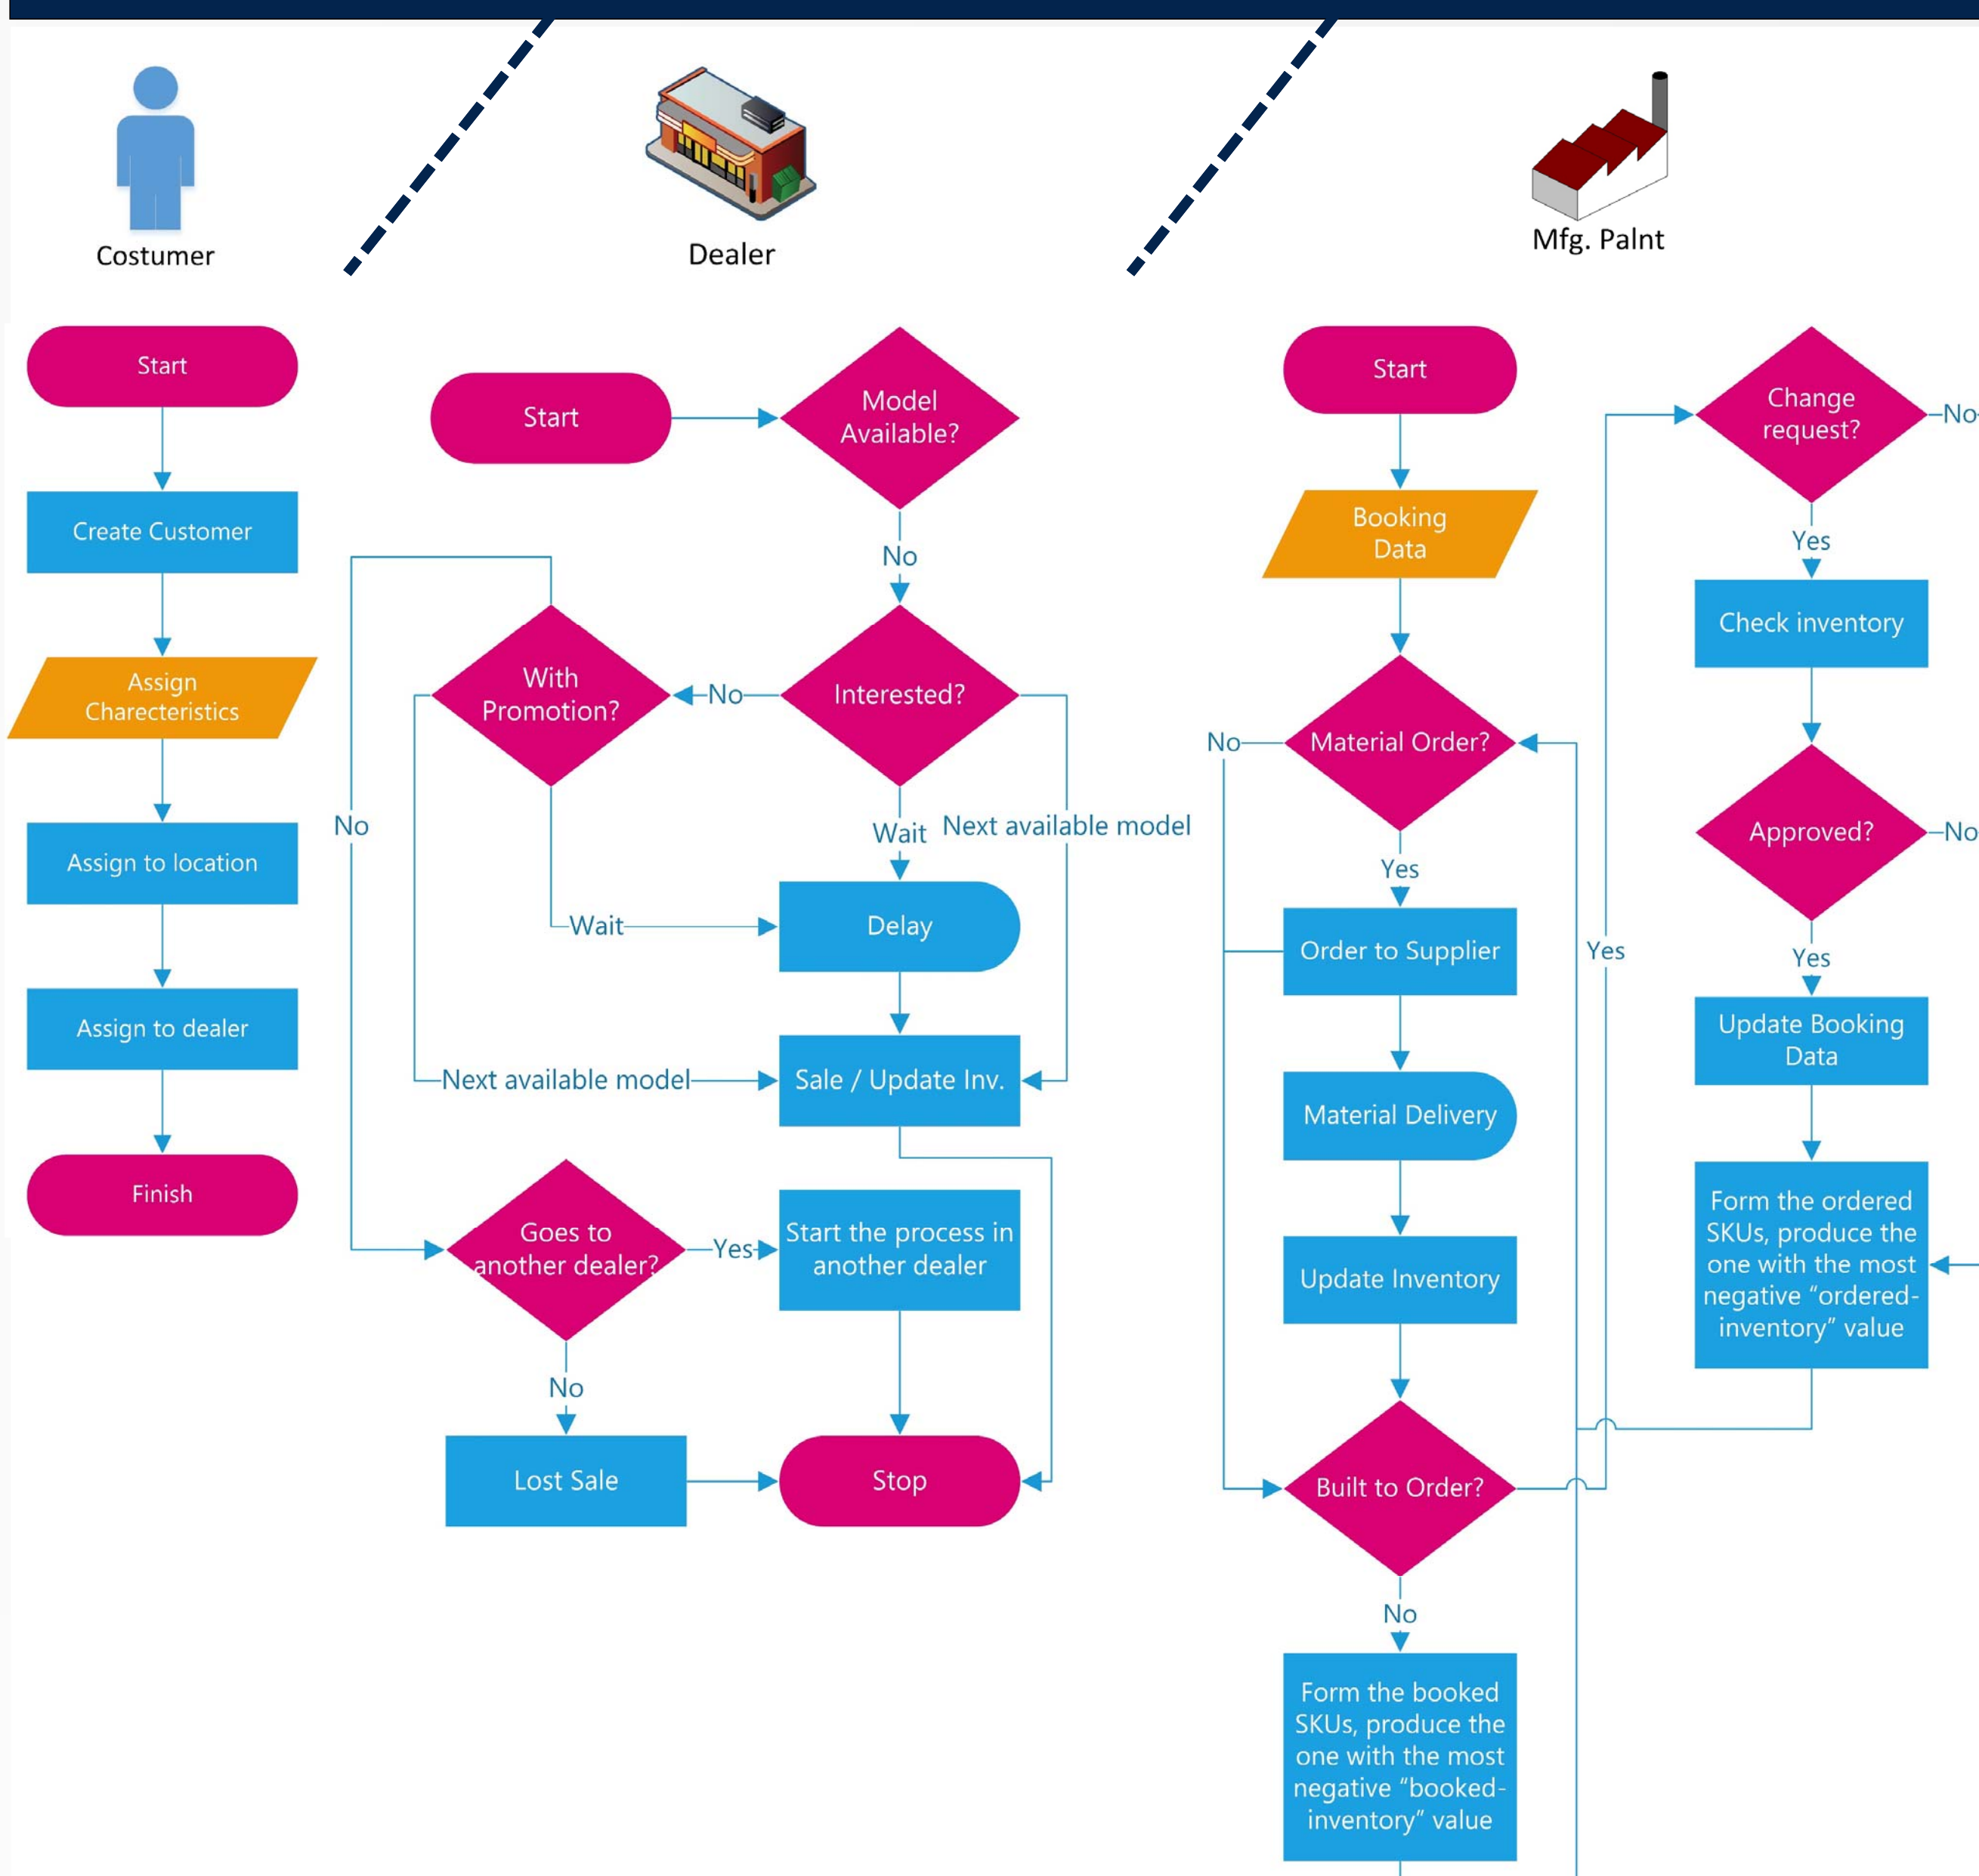 Costumer
Dealer
Mfg. Palnt
Start
Create Customer
Assign
Charecteristics
Assign to location
Assign to dealer
Finish
Start
Model
Available?
No
Interested?
No
With
Promotion?
No
Wait
Next available model
Wait
Delay
Next available model
Sale / Update Inv.
Goes to
another dealer?
Yes
Start the process in
another dealer
No
Lost Sale
Stop
Start
Booking
Data
Material Order?
No
Yes
Order to Supplier
Material Delivery
Update Inventory
Built to Order?
Yes
No
Form the booked
SKUs, produce the
one with the most
negative “booked-
inventory” value
Change
request?
No
Yes
Check inventory
Approved?
No
Yes
Update Booking
Data
Form the ordered
SKUs, produce the
one with the most
negative “ordered-
inventory” value